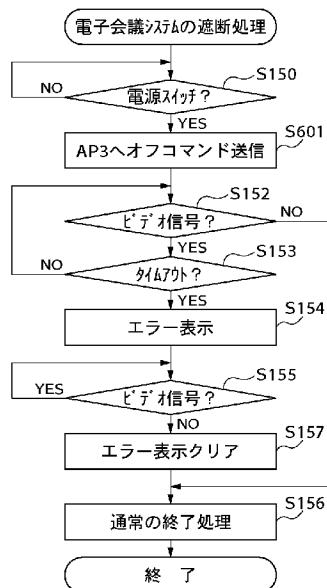 電子会議システムの遮断処理
S150
NO
電源スイッチ?
YES
S601
AP3へオフコマンド送信
S152
ビデオ信号?
NO
YES
S153
NO
タイムアウト?
YES
S154
エラー表示
S155
YES
ビデオ信号?
NO
S157
エラー表示クリア
S156
通常の終了処理
終 了